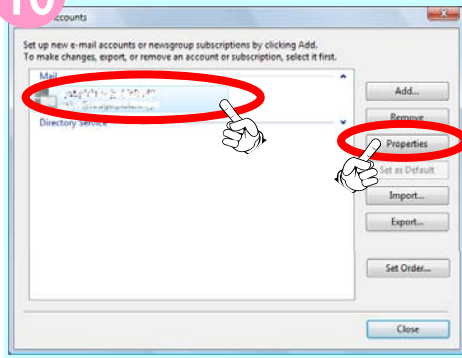 10
ccounts
Set up new e-mail accounts or newsgroup subscriptions by clicking Add.
To make changes, export, or remove an account or subscription, select it first.
Mail
Add...
Remove
Directory Service
Properties
Set as Default
Import...
Export...
Set Order...
Close